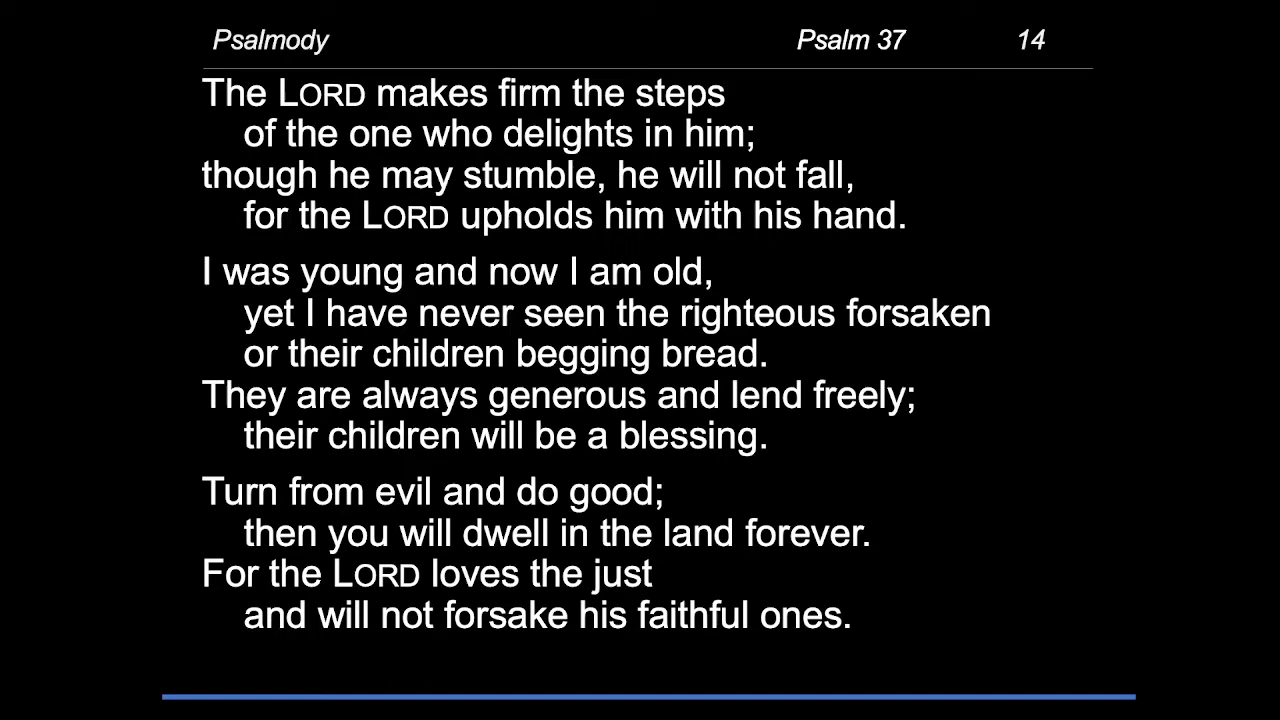 Psalmody Psalm 37 14
The LORD makes firm the steps
of the one who delights in him;
though he may stumble, he will not fall,
for the LORD upholds him with his hand.
I was young and now I am old,
yet I have never seen the righteous forsaken
or their children begging bread.
They are always generous and lend freely;
their children will be a blessing.
Turn from evil and do good;
then you will dwell in the land forever.
For the LORD loves the just
and will not forsake his faithful ones.